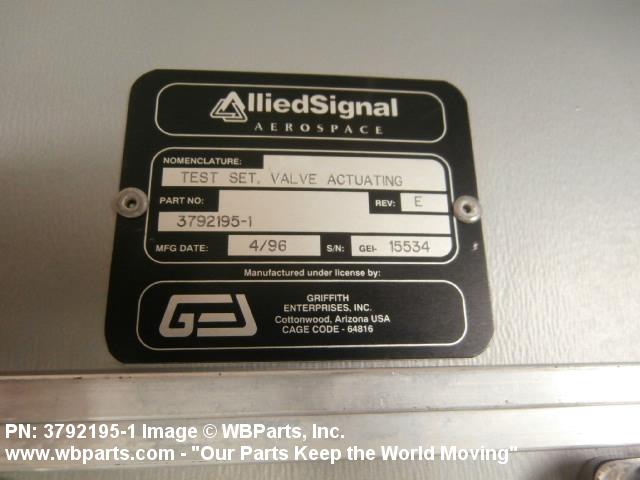 AlliedSignal
AEROSPACE
NOMENCLATURE:
TEST SET, VALVE ACTUATING
PART NO: REV: E
3792195-1
MFG DATE: 4/96 S/N: GEI- 15534
Manufactured under license by:
GEI
GRIFFITH
ENTERPRISES, INC.
Cottonwood, Arizona USA
CAGE CODE - 64816
PN: 3792195-1 Image © WBParts, Inc.
www.wbparts.com - "Our Parts Keep the World Moving"